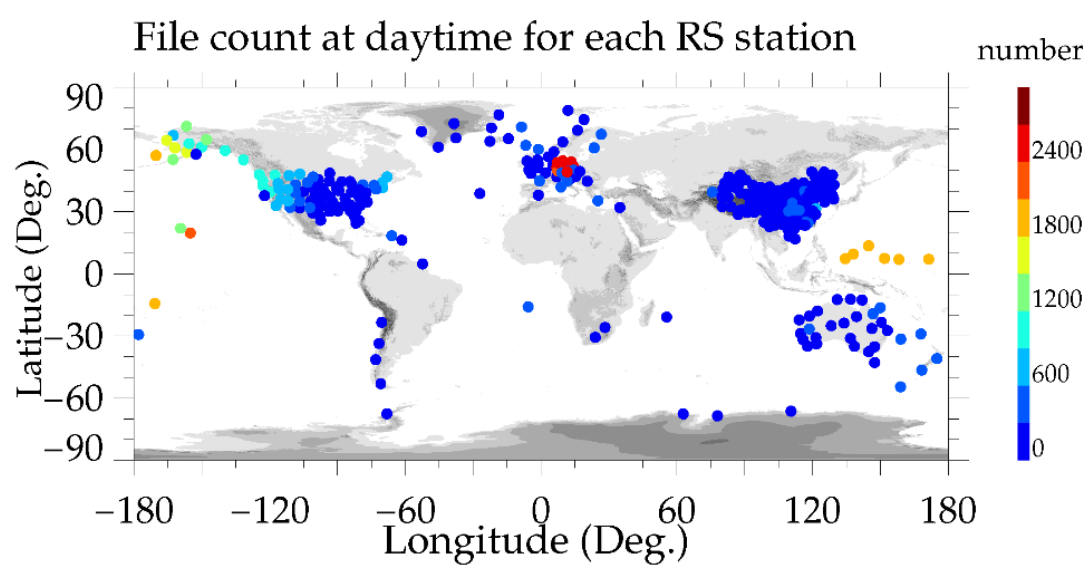 File count at daytime for each RS station
number
90
60
30
0
−30
−60
−90
Latitude (Deg.)
2400
1800
1200
600
0
−180 −120 −60 0 60 120 180
Longitude (Deg.)